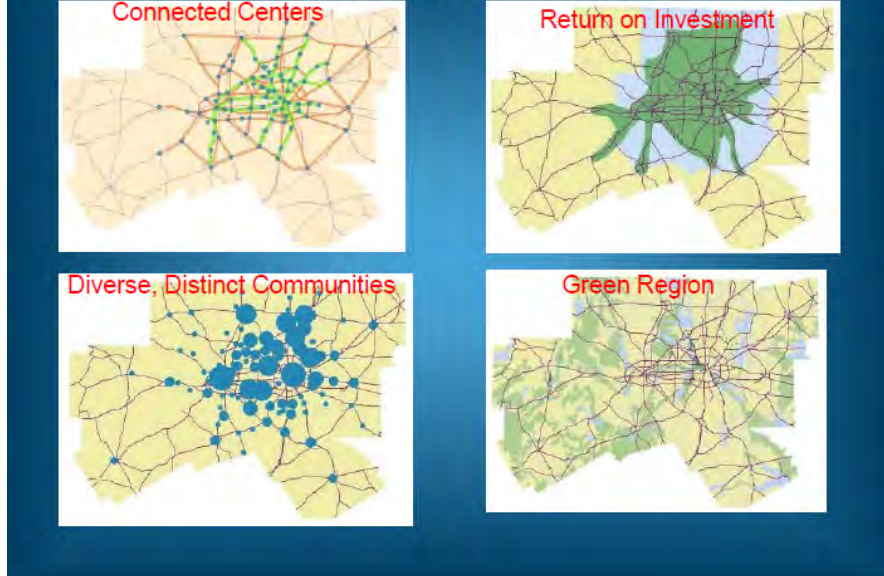 Connected Centers
Return on Investment
Diverse, Distinct Communities
Green Region